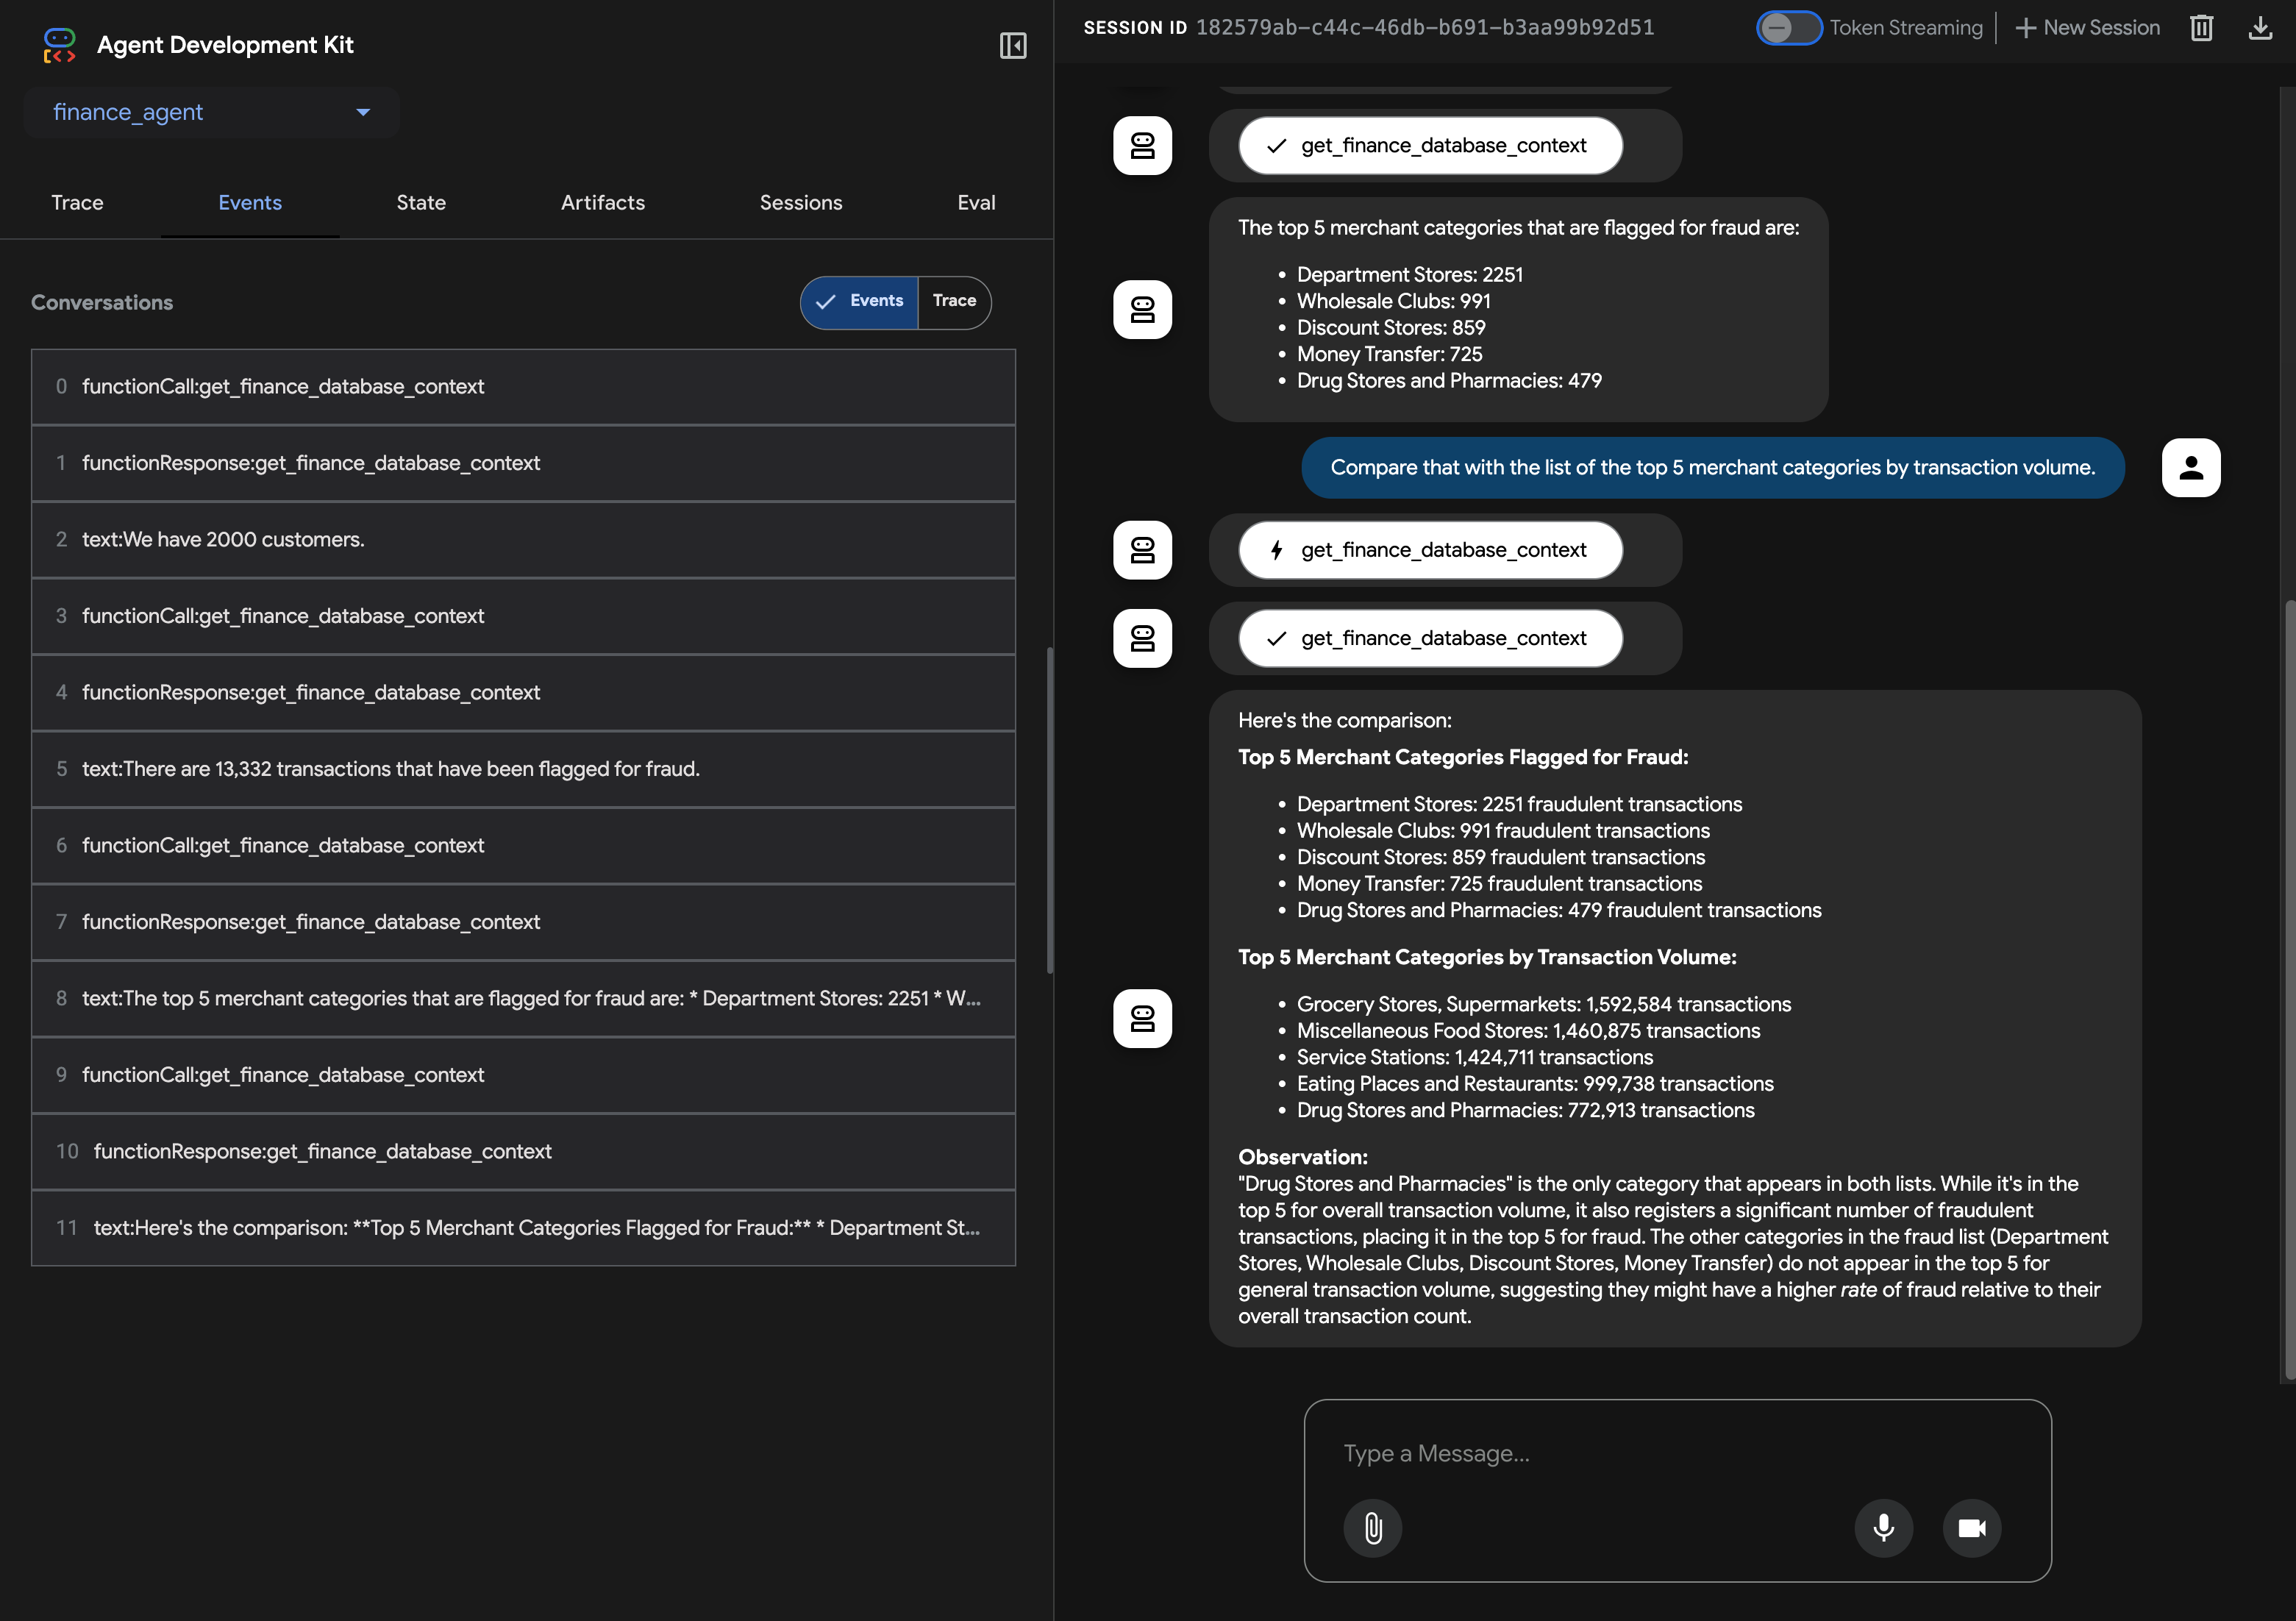 Agent Development Kit
finance_agent
Trace
Events
State
Artifacts
Sessions
Eval
Conversations
Events
Trace
0 functionCall:get_finance_database_context
1 functionResponse:get_finance_database_context
2 text:We have 2000 customers.
3 functionCall:get_finance_database_context
4 functionResponse:get_finance_database_context
5 text:There are 13,332 transactions that have been flagged for fraud.
6 functionCall:get_finance_database_context
7 functionResponse:get_finance_database_context
8 text:The top 5 merchant categories that are flagged for fraud are: * Department Stores: 2251 * W...
9 functionCall:get_finance_database_context
10 functionResponse:get_finance_database_context
11 text:Here's the comparison: **Top 5 Merchant Categories Flagged for Fraud:** * Department St...
SESSION ID 182579ab-c44c-46db-b691-b3aa99b92d51
Token Streaming
New Session
get_finance_database_context
The top 5 merchant categories that are flagged for fraud are:
• Department Stores: 2251
• Wholesale Clubs: 991
• Discount Stores: 859
• Money Transfer: 725
• Drug Stores and Pharmacies: 479
Compare that with the list of the top 5 merchant categories by transaction volume.
get_finance_database_context
get_finance_database_context
Here's the comparison:
Top 5 Merchant Categories Flagged for Fraud:
• Department Stores: 2251 fraudulent transactions
• Wholesale Clubs: 991 fraudulent transactions
• Discount Stores: 859 fraudulent transactions
• Money Transfer: 725 fraudulent transactions
• Drug Stores and Pharmacies: 479 fraudulent transactions
Top 5 Merchant Categories by Transaction Volume:
• Grocery Stores, Supermarkets: 1,592,584 transactions
• Miscellaneous Food Stores: 1,460,875 transactions
• Service Stations: 1,424,711 transactions
• Eating Places and Restaurants: 999,738 transactions
• Drug Stores and Pharmacies: 772,913 transactions
Observation:
"Drug Stores and Pharmacies" is the only category that appears in both lists. While it's in the
top 5 for overall transaction volume, it also registers a significant number of fraudulent
transactions, placing it in the top 5 for fraud. The other categories in the fraud list (Department
Stores, Wholesale Clubs, Discount Stores, Money Transfer) do not appear in the top 5 for
general transaction volume, suggesting they might have a higher rate of fraud relative to their
overall transaction count.
Type a Message...